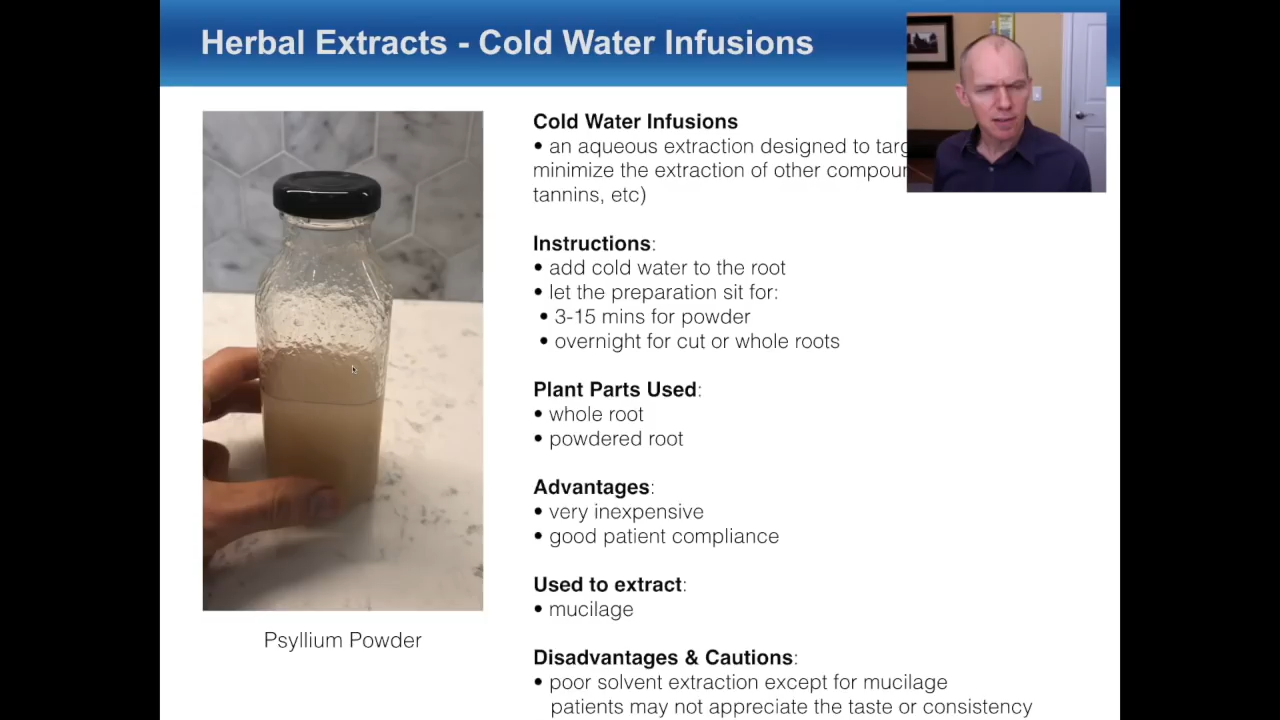 Herbal Extracts - Cold Water Infusions
Cold Water Infusions
• an aqueous extraction designed to
minimize the extraction of other
tannins, etc)
Instructions:
• add cold water to the root
• let the preparation sit for:
• 3-15 mins for powder
• overnight for cut or whole roots
Plant Parts Used:
• whole root
• powdered root
Advantages:
• very inexpensive
• good patient compliance
Used to extract:
• mucilage
Psyllium Powder
Disadvantages & Cautions:
• poor solvent extraction except for mucilage
patients may not appreciate the taste or consistency